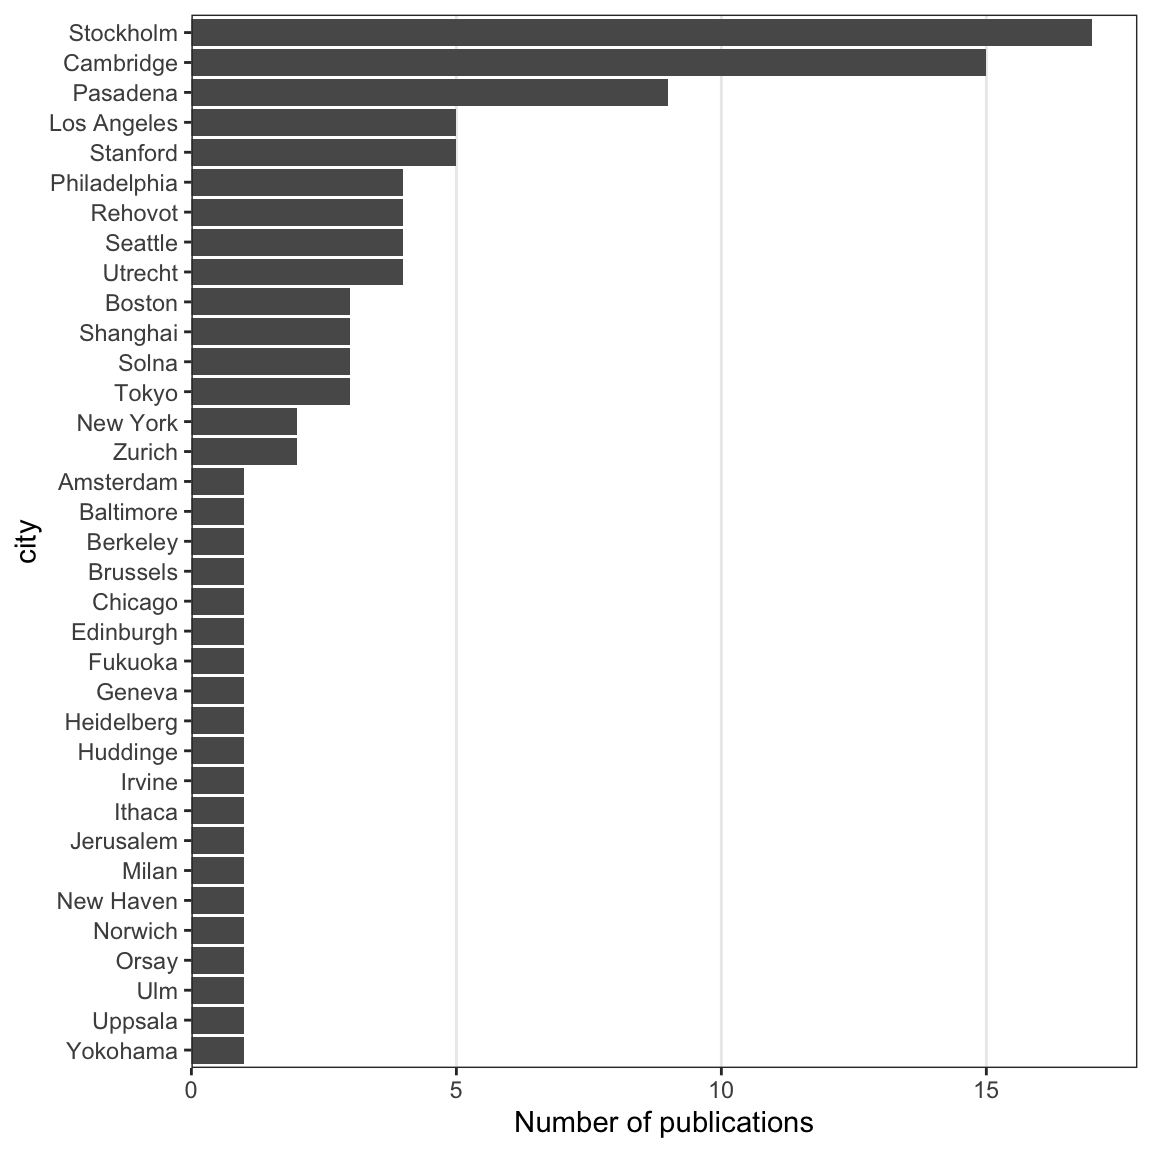 Stockholm
Cambridge
Pasadena
Los Angeles
Stanford
Philadelphia
Rehovot
Seattle
Utrecht
Boston
Shanghai
Solna
Tokyo
New York
Zurich
Amsterdam
Baltimore
Berkeley
Brussels
Chicago
Edinburgh
Fukuoka
Geneva
Heidelberg
Huddinge
Irvine
Ithaca
Jerusalem
Milan
New Haven
Norwich
Orsay
Ulm
Uppsala
Yokohama
city
0 5 10 15
Number of publications